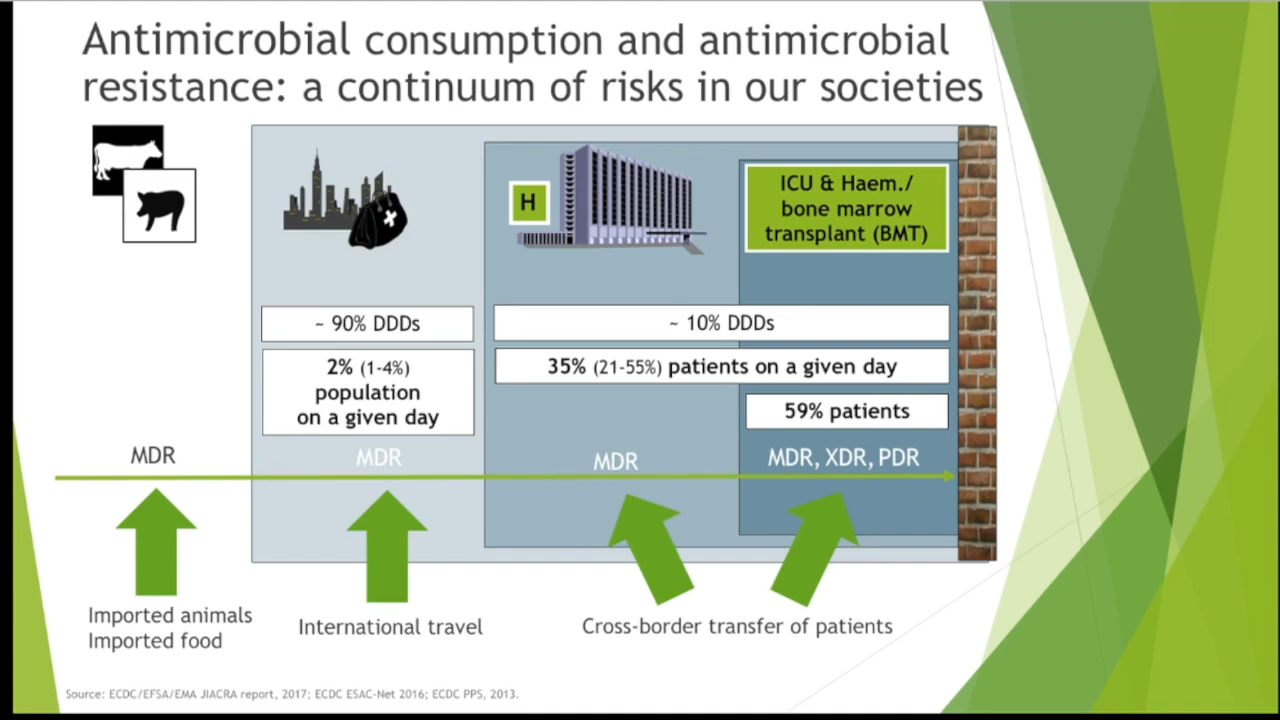 Antimicrobial consumption and antimicrobial
resistance: a continuum of risks in our societies
H
ICU & Haem./
bone marrow
transplant (BMT)
~ 90% DDDs
~ 10% DDDs
2% (1-4%)
population
on a given day
35% (21-55%) patients on a given day
59% patients
MDR
MDR
MDR
MDR, XDR, PDR
Imported animals
Imported food
International travel
Cross-border transfer of patients
Source: ECDC/EFSA/EMA JIACRA report, 2017; ECDC ESAC-Net 2016; ECDC PPS, 2013.